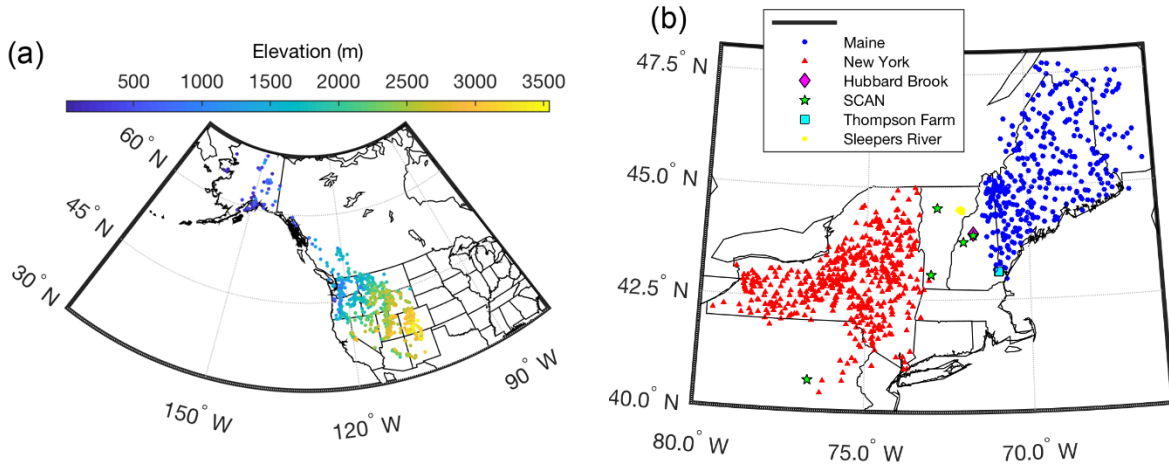 (a)
Elevation (m)
500 1000 1500 2000 2500 3000 3500
60° N
45° N
30° N
150° W
120° W
90° W
(b)
Maine
New York
Hubbard Brook
SCAN
Thompson Farm
Sleepers River
47.5° N
45.0° N
42.5° N
40.0° N
80.0° W
75.0° W
70.0° W